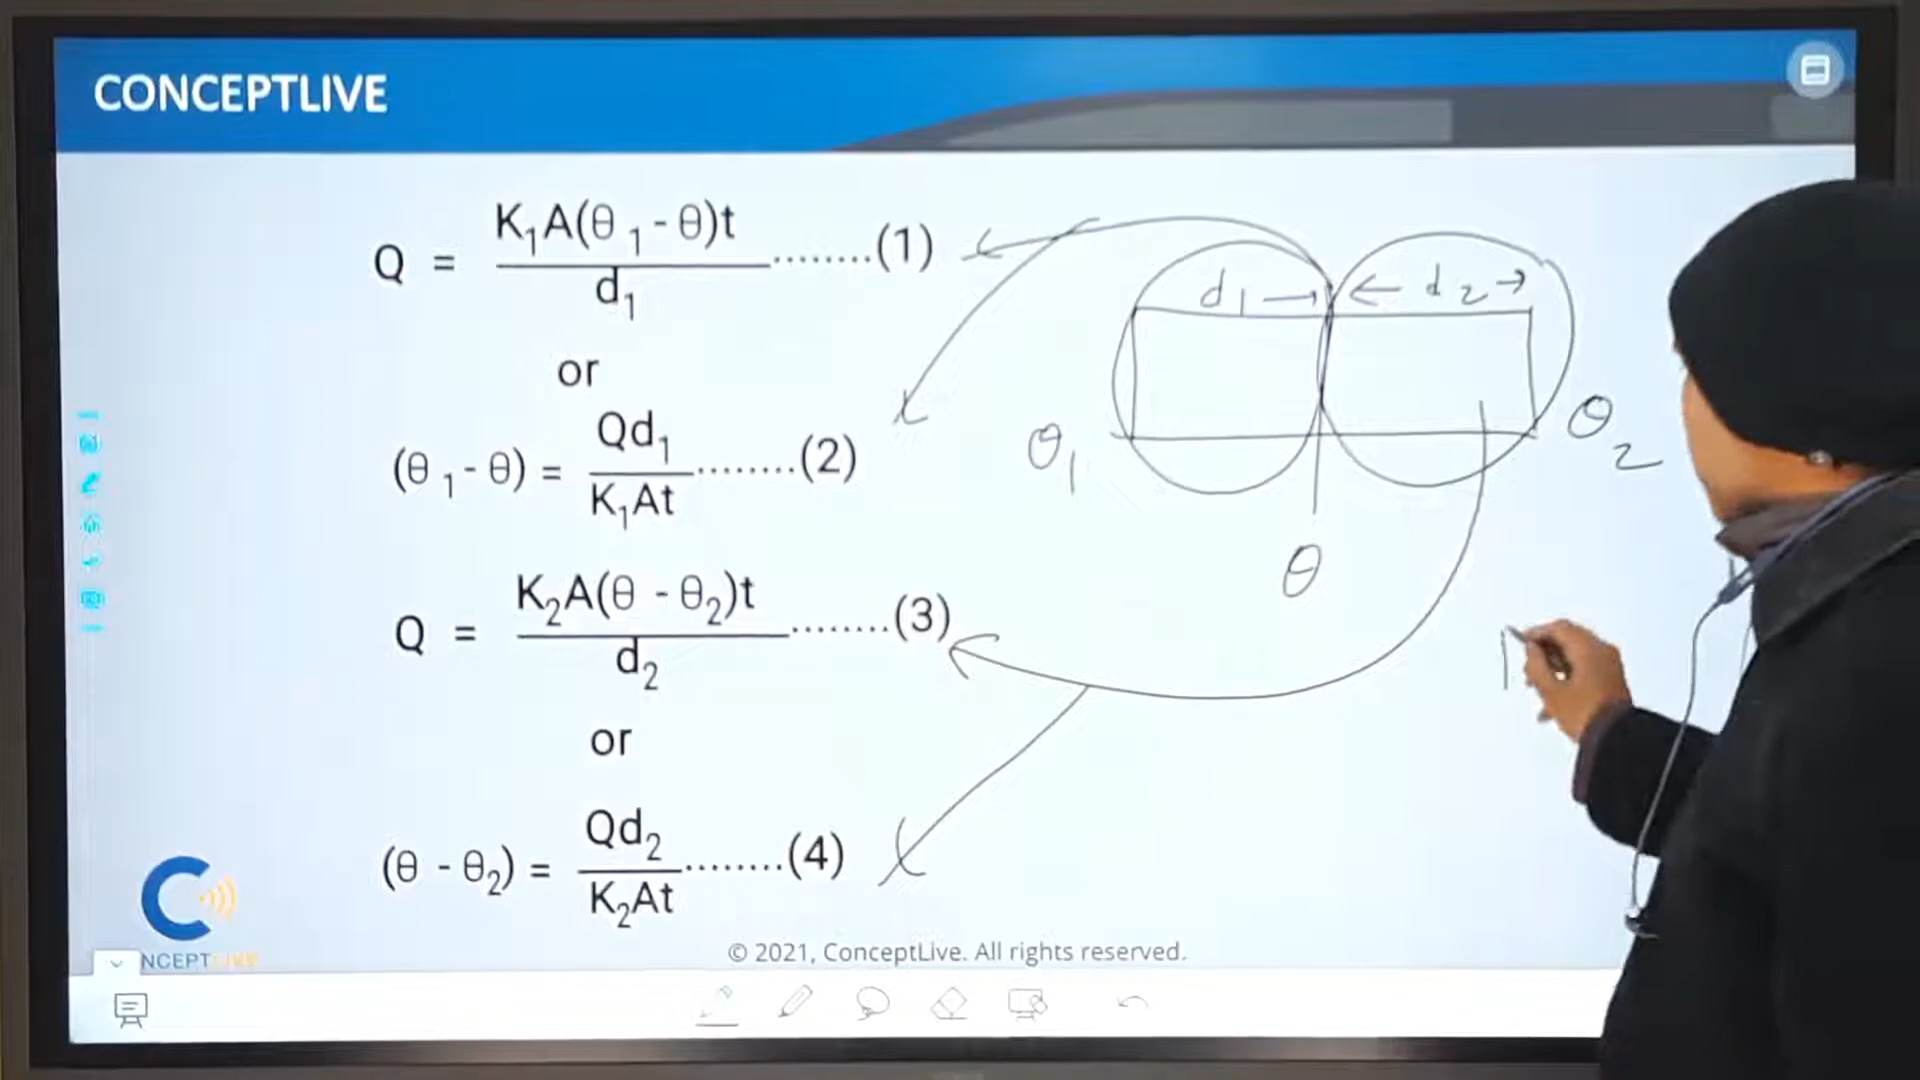 CONCEPTLIVE
Q = K₁A(θ₁ - θ)t / d₁ ........(1)
or
(θ₁ - θ) = Qd₁ / K₁At ........(2)
Q = K₂A(θ - θ₂)t / d₂ ........(3)
or
(θ - θ₂) = Qd₂ / K₂At ........(4)
d₁ → ← d₂ →
θ₁
θ₂
θ
NCEPTLIVE
© 2021, ConceptLive. All rights reserved.